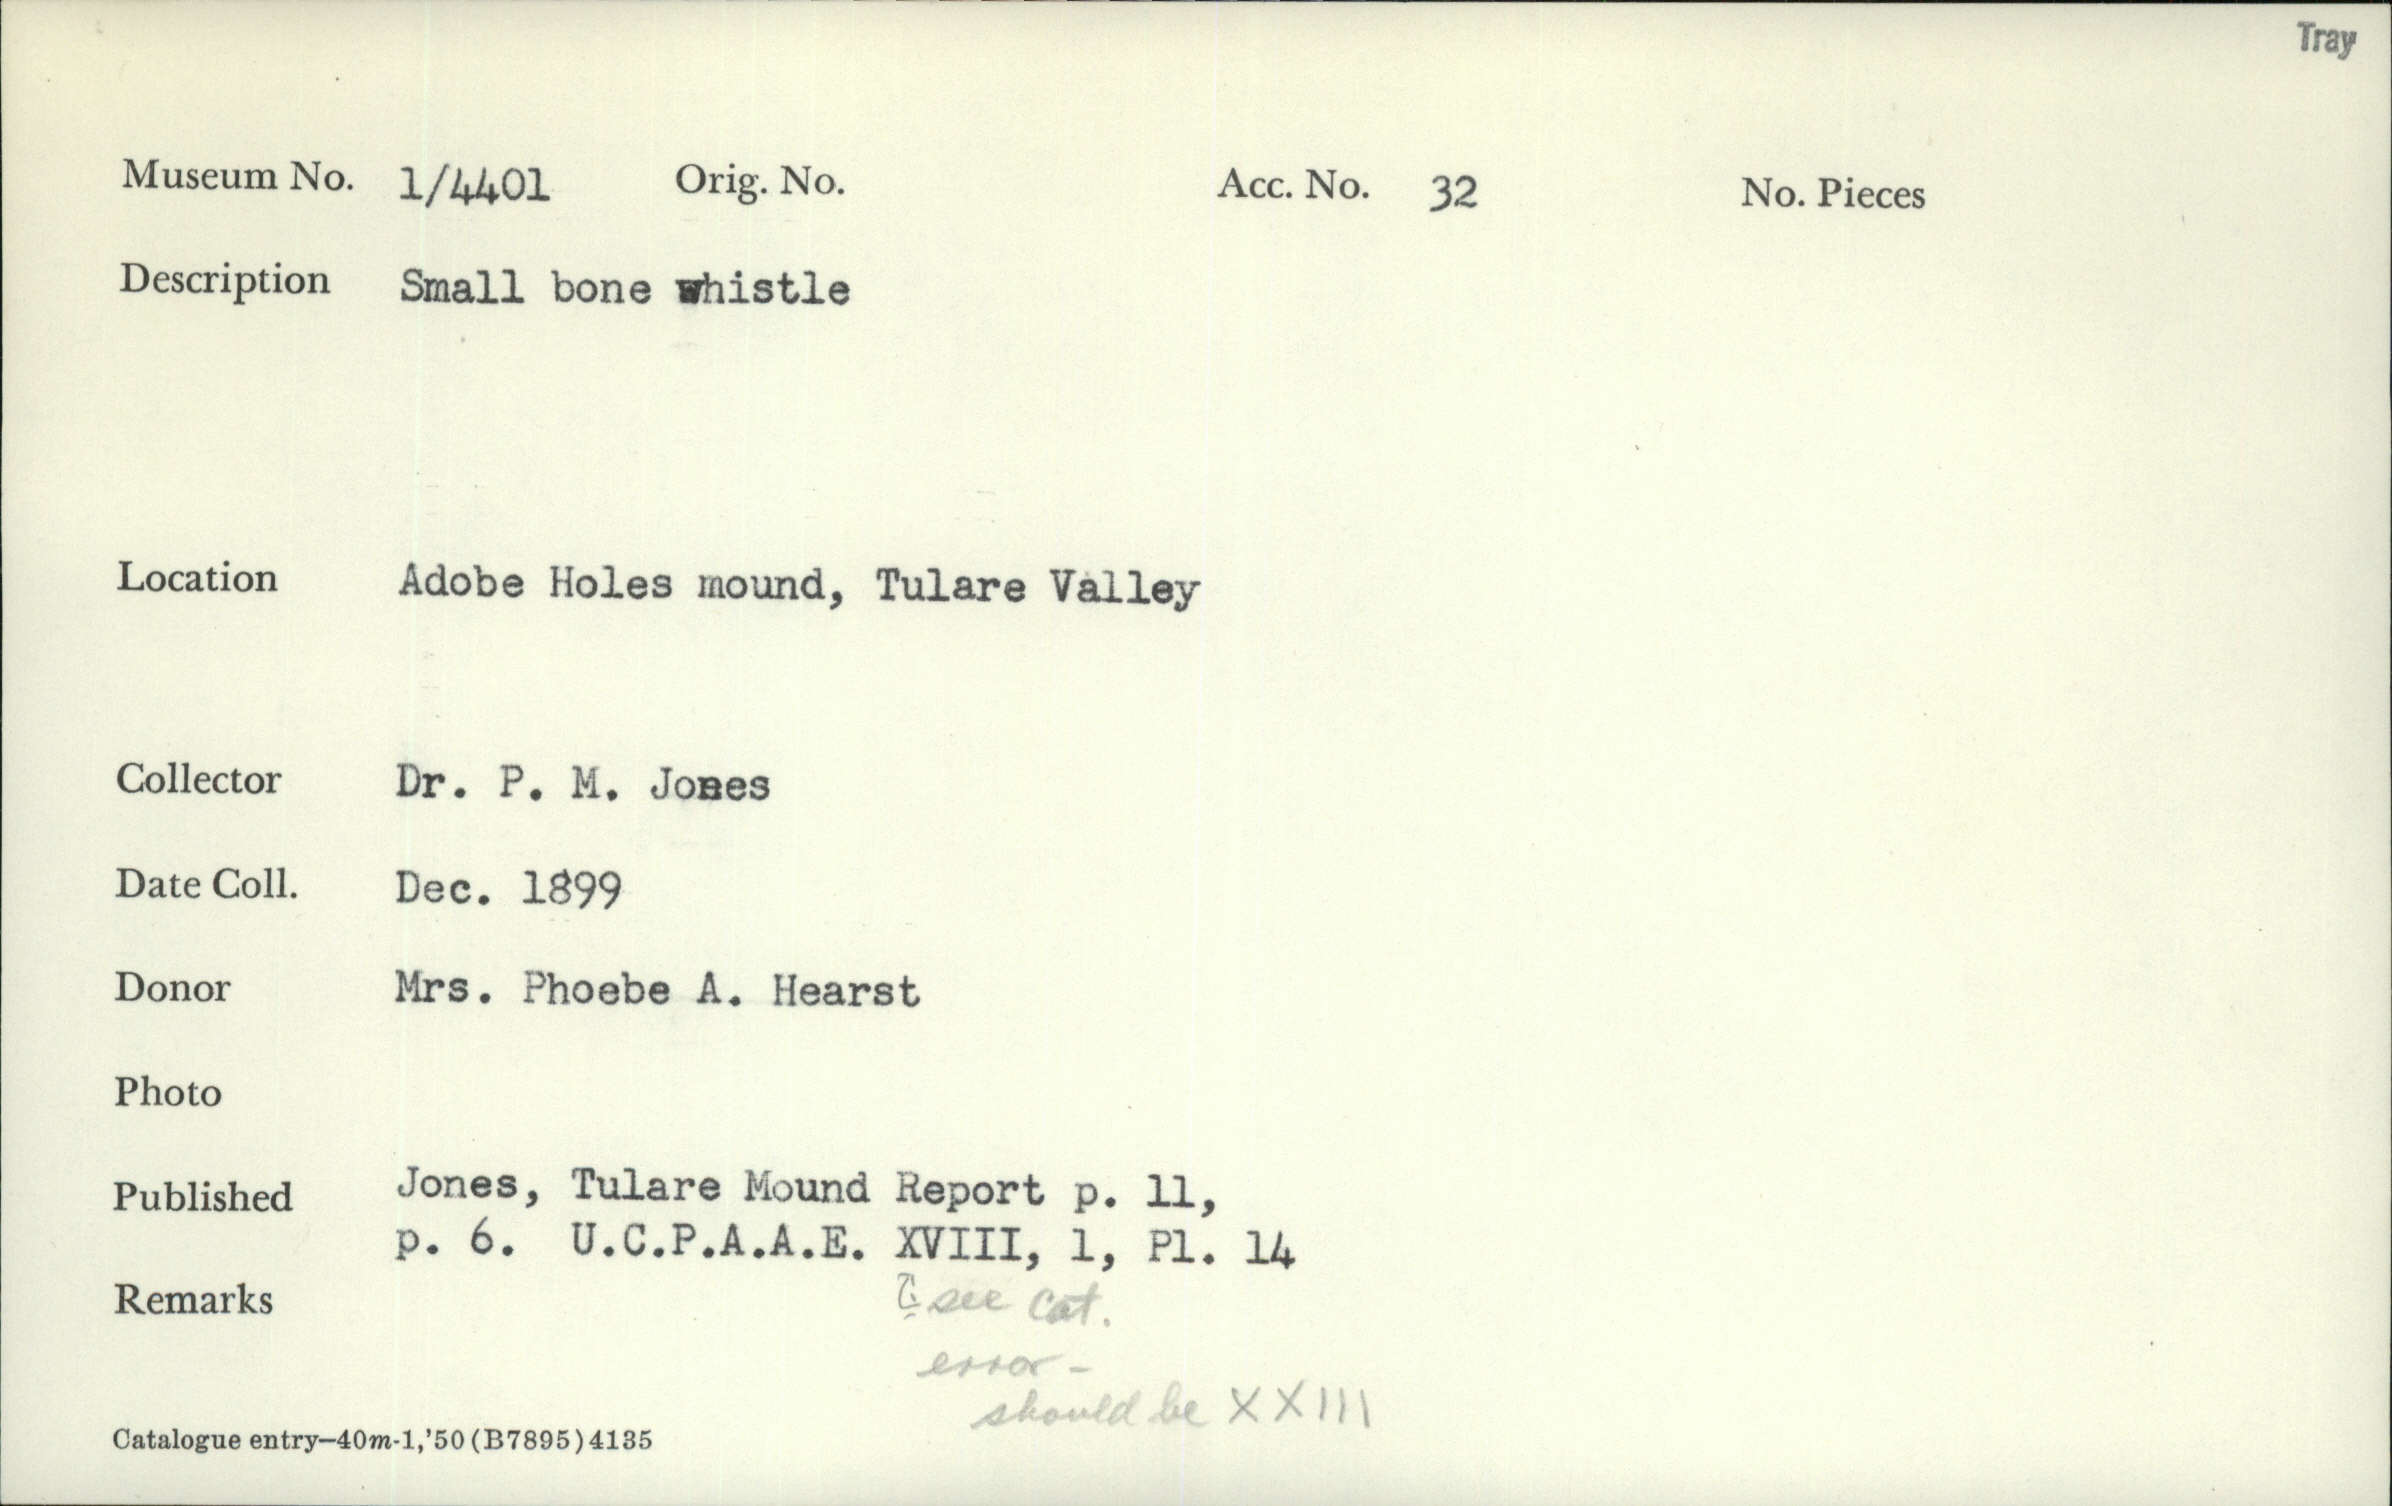 Tray
Museum No. 1/4401 Orig. No. Acc. No. 32 No. Pieces
Description Small bone whistle
Location Adobe Holes mound, Tulare Valley
Collector Dr. P. M. Jones
Date Coll. Dec. 1899
Donor Mrs. Phoebe A. Hearst
Photo
Published Jones, Tulare Mound Report p. 11,
p. 6. U.C.P.A.A.E. XVIII, 1, Pl. 14
Remarks see cat.
error -
should be XXIII
Catalogue entry—40m-1,'50 (B7895) 4135